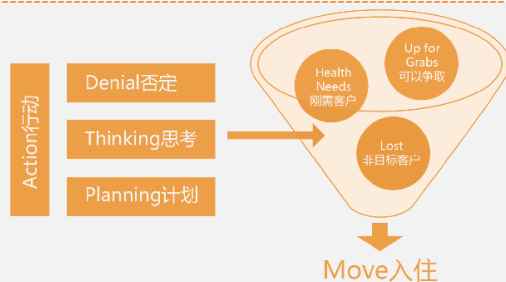 Action行动
Denial否定
Thinking思考
Planning计划
Health
Needs
刚需客户
Up for
Grabs
可以争取
Lost
非目标客户
Move入住